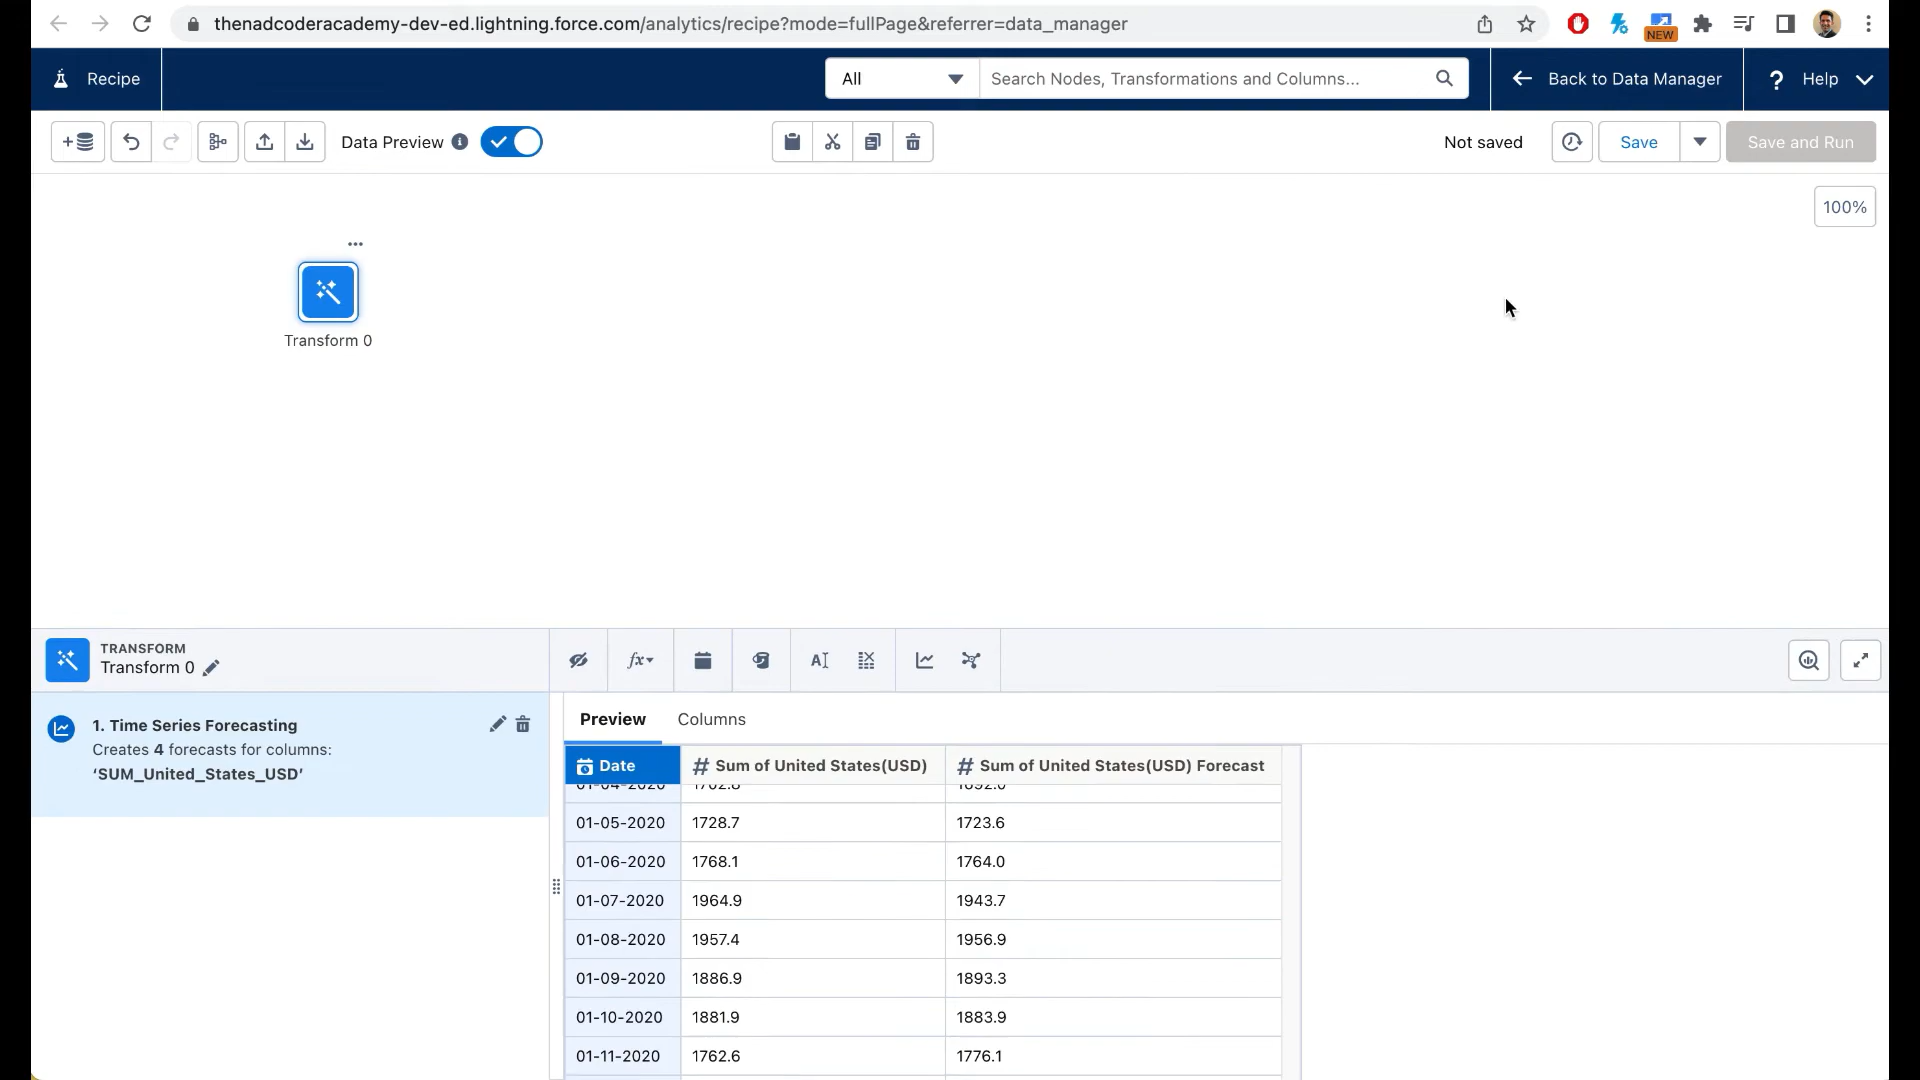 thenadcoderacademy-dev-ed.lightning.force.com/analytics/recipe?mode=fullPage&referrer=data_manager
NEW
Recipe
All
Search Nodes, Transformations and Columns...
Back to Data Manager
? Help
Data Preview
Not saved
Save
Save and Run
100%
Transform 0
TRANSFORM
Transform 0
fx
1. Time Series Forecasting
Creates 4 forecasts for columns:
‘SUM_United_States_USD’
Preview
Columns
Date # Sum of United States(USD) # Sum of United States(USD) Forecast
01-05-2020 1728.7 1723.6
01-06-2020 1768.1 1764.0
01-07-2020 1964.9 1943.7
01-08-2020 1957.4 1956.9
01-09-2020 1886.9 1893.3
01-10-2020 1881.9 1883.9
01-11-2020 1762.6 1776.1